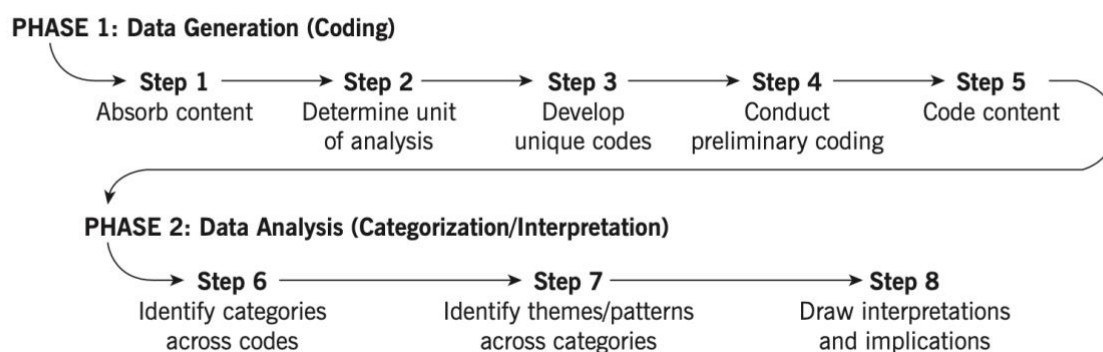 PHASE 1: Data Generation (Coding)
Step 1 Step 2 Step 3 Step 4 Step 5
Absorb content Determine unit Develop Conduct Code content
of analysis unique codes preliminary coding
PHASE 2: Data Analysis (Categorization/Interpretation)
Step 6 Step 7 Step 8
Identify categories Identify themes/patterns Draw interpretations
across codes across categories and implications